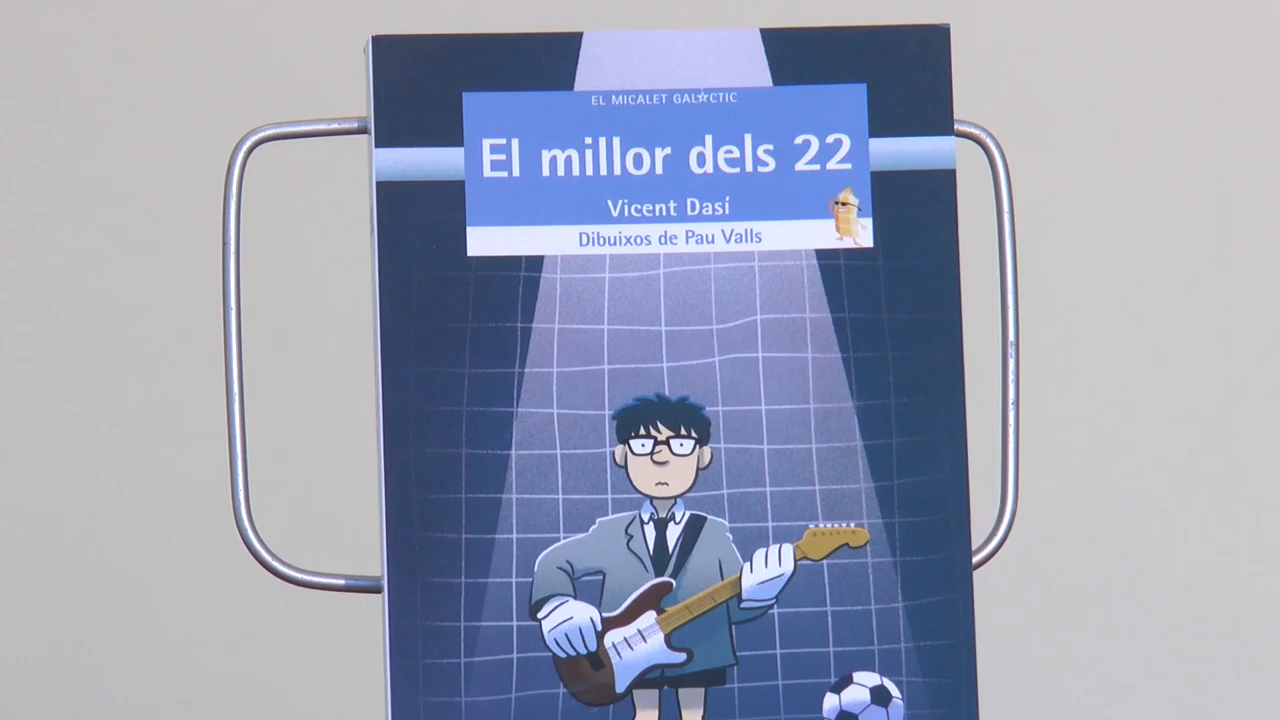 EL MICALET GALÀCTIC
El millor dels 22
Vicent Dasí
Dibuixos de Pau Valls